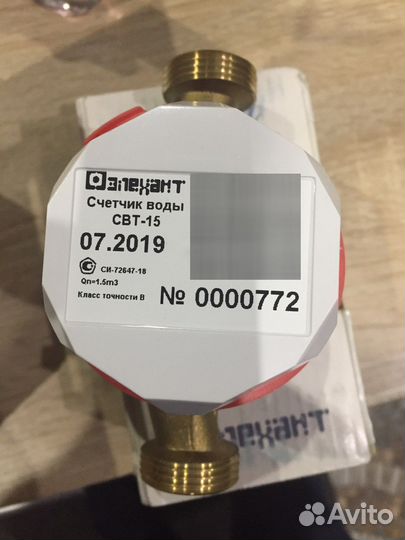 элехант
Счетчик воды
СВТ-15
07.2019
СИ-72647-18
Qn=1.5m3
Класс точности В
№ 0000772
элехант
Avito